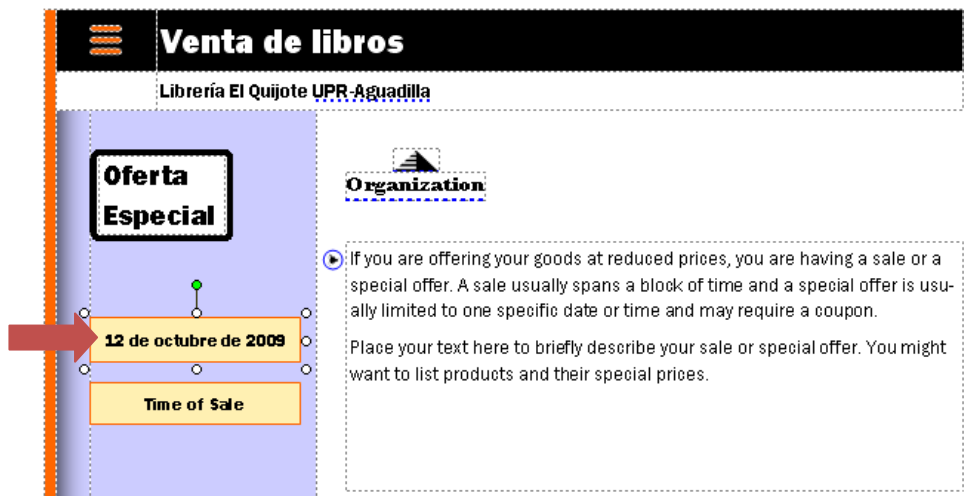 Venta de libros
Librería El Quijote UPR-Aguadilla
Oferta
Especial
Organization
12 de octubre de 2009
Time of Sale
If you are offering your goods at reduced prices, you are having a sale or a
special offer. A sale usually spans a block of time and a special offer is usu-
ally limited to one specific date or time and may require a coupon.
Place your text here to briefly describe your sale or special offer. You might
want to list products and their special prices.